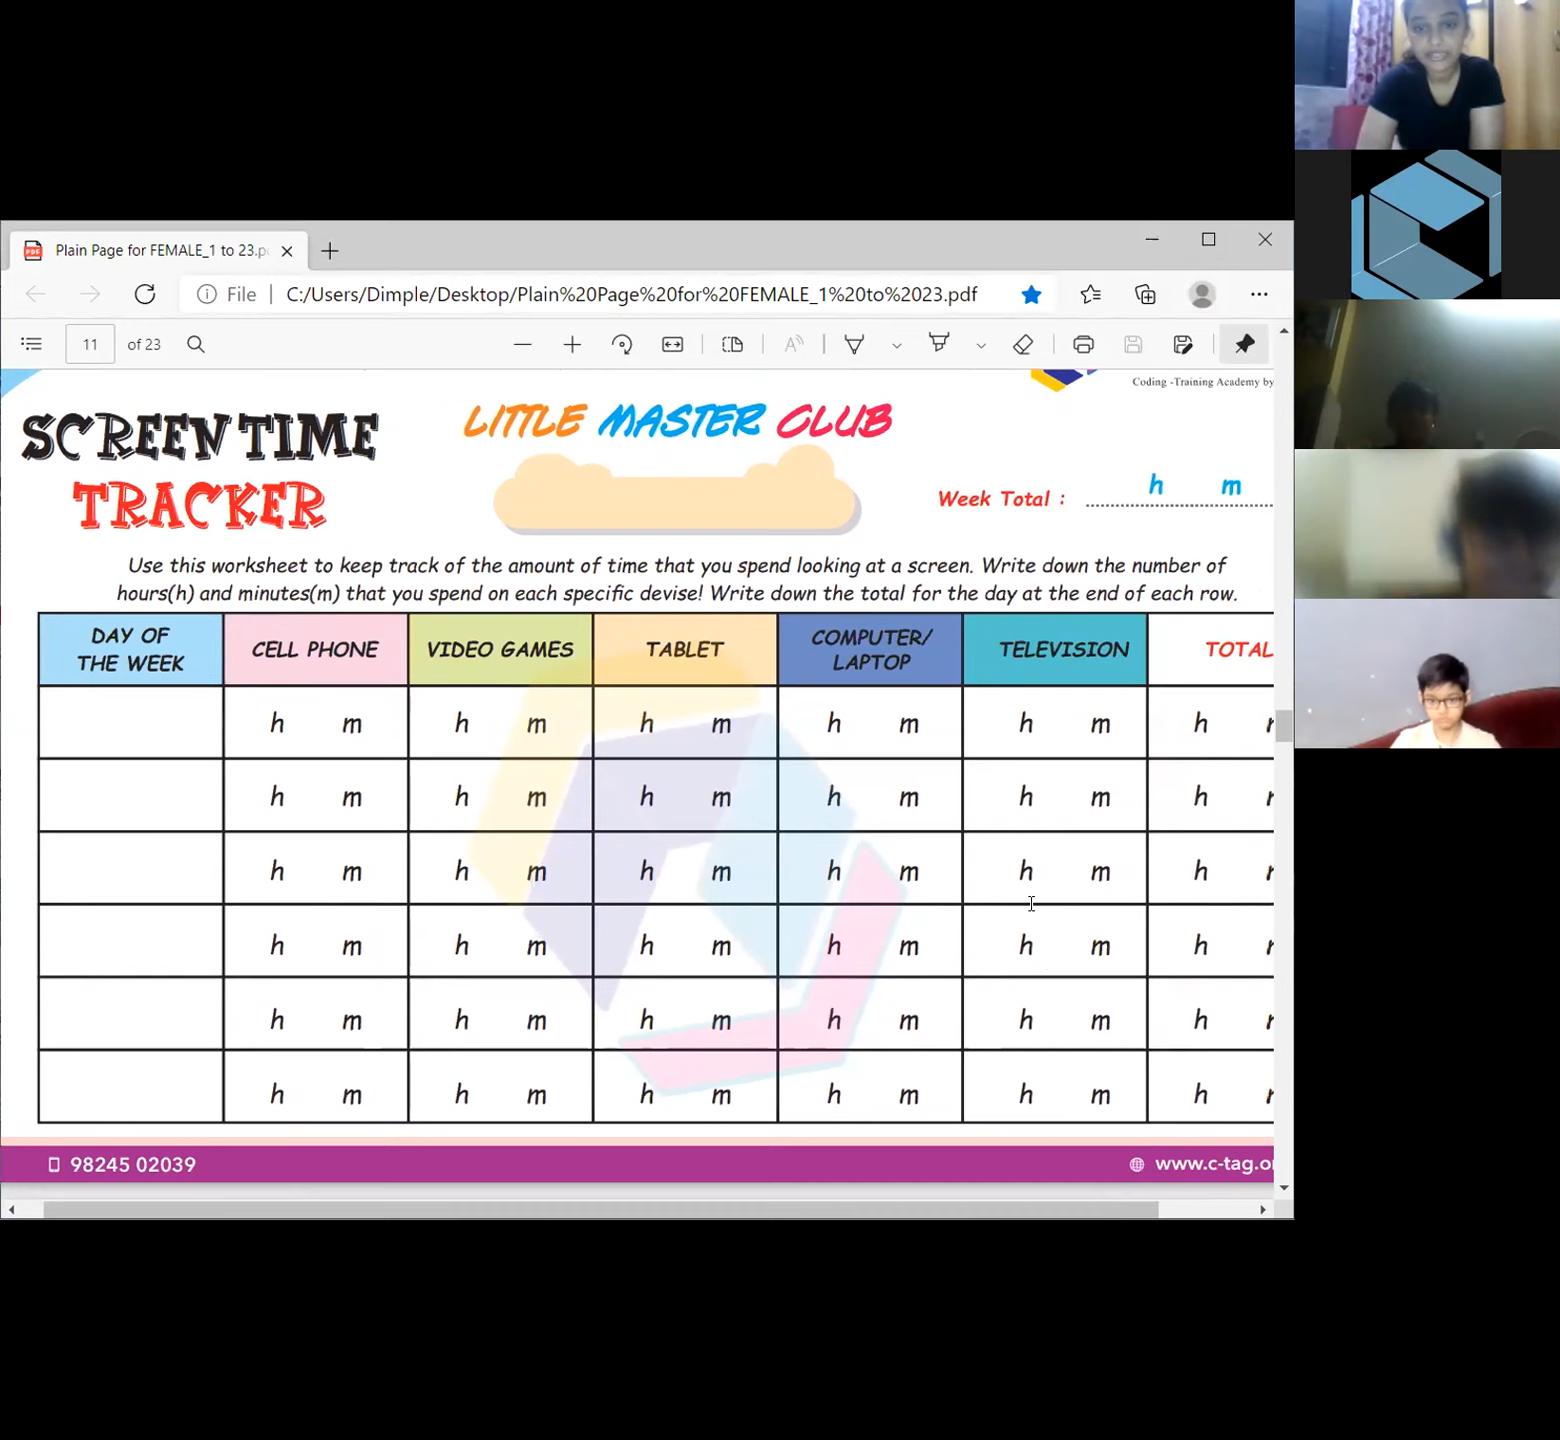 Plain Page for FEMALE_1 to 23.p
File
C:/Users/Dimple/Desktop/Plain%20Page%20for%20FEMALE_1%20to%2023.pdf
11 of 23
Coding -Training Academy by
SCREEN TIME
TRACKER
LITTLE MASTER CLUB
Week Total : h m
Use this worksheet to keep track of the amount of time that you spend looking at a screen. Write down the number of
hours(h) and minutes(m) that you spend on each specific devise! Write down the total for the day at the end of each row.
DAY OF THE WEEK CELL PHONE VIDEO GAMES TABLET COMPUTER/ LAPTOP TELEVISION TOTAL
h m h m h m h m h m h
h m h m h m h m h m h
h m h m h m h m h m h
h m h m h m h m h m h
h m h m h m h m h m h
h m h m h m h m h m h
98245 02039
www.c-tag.o